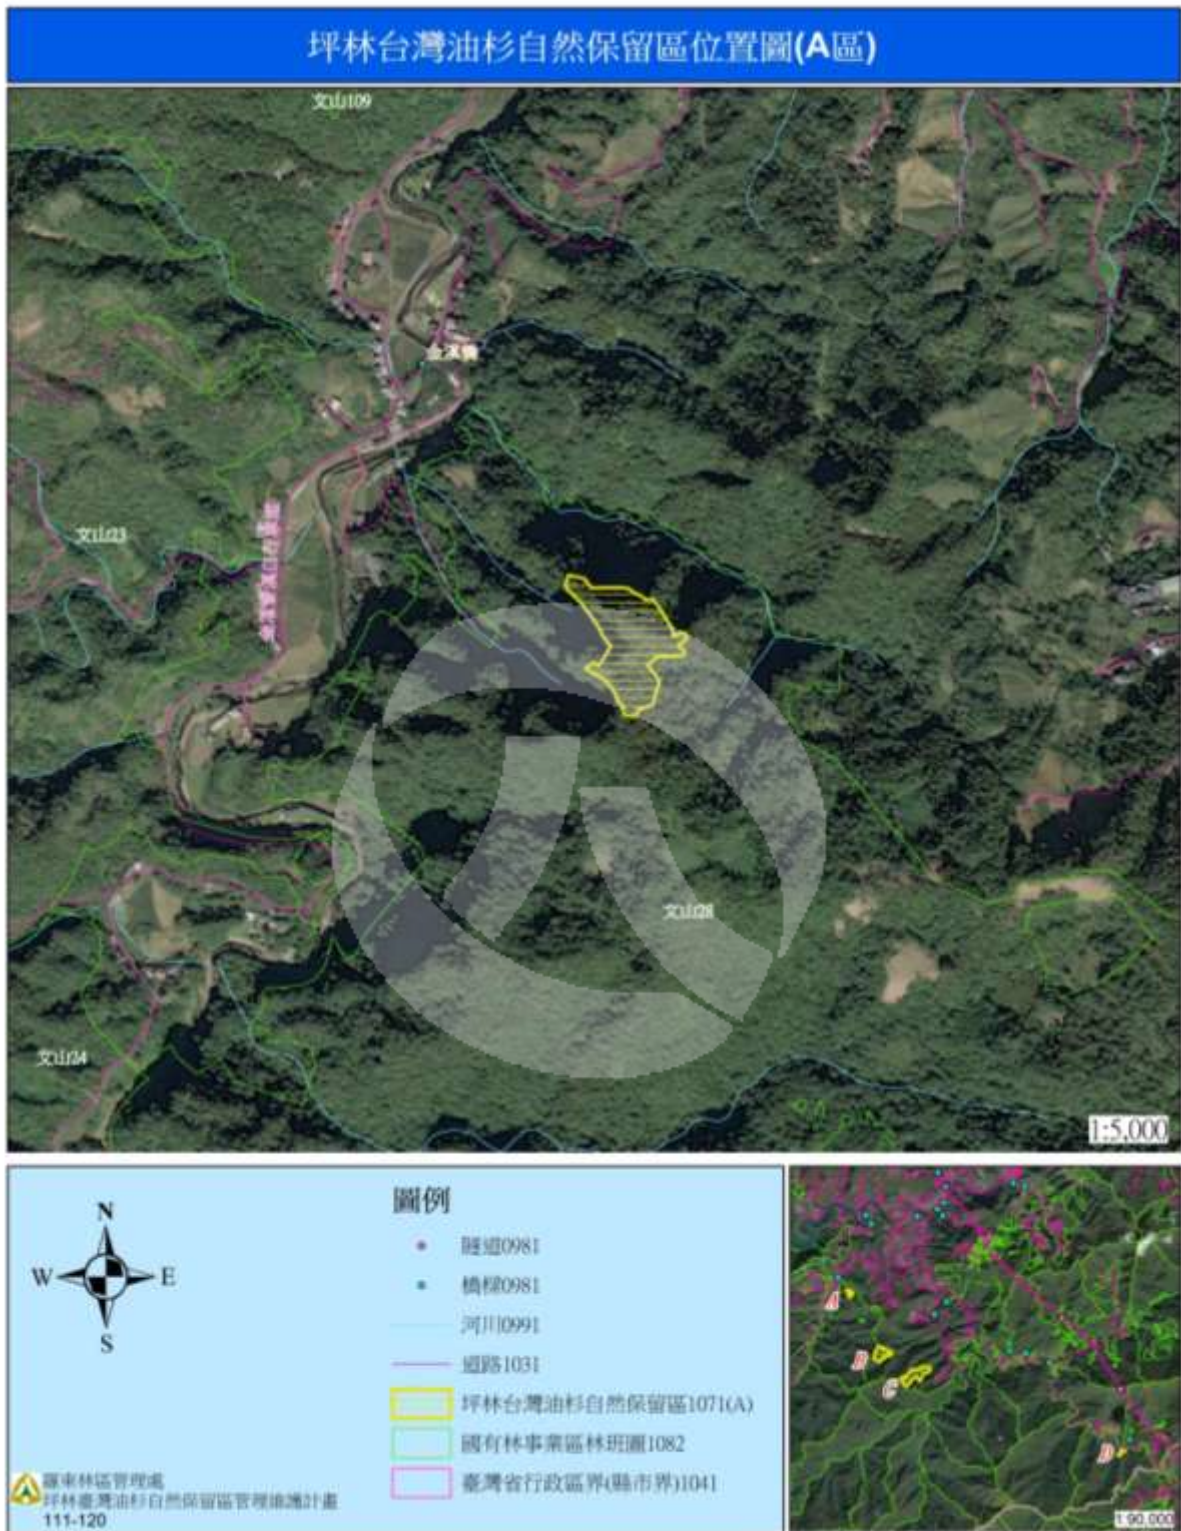 坪林台灣油杉自然保留區位置圖(A區)
文山109
金溪橋
文山23
文山28
文山24
1:5,000
N
W
E
S
圖例
隧道0981
橋樑0981
河川0991
道路1031
坪林台灣油杉自然保留區1071(A)
國有林事業區林班圖1082
臺灣省行政區界(縣市界)1041
羅東林區管理處
坪林臺灣油杉自然保留區管理維護計畫
111-120
A
B
C
D
1:90,000